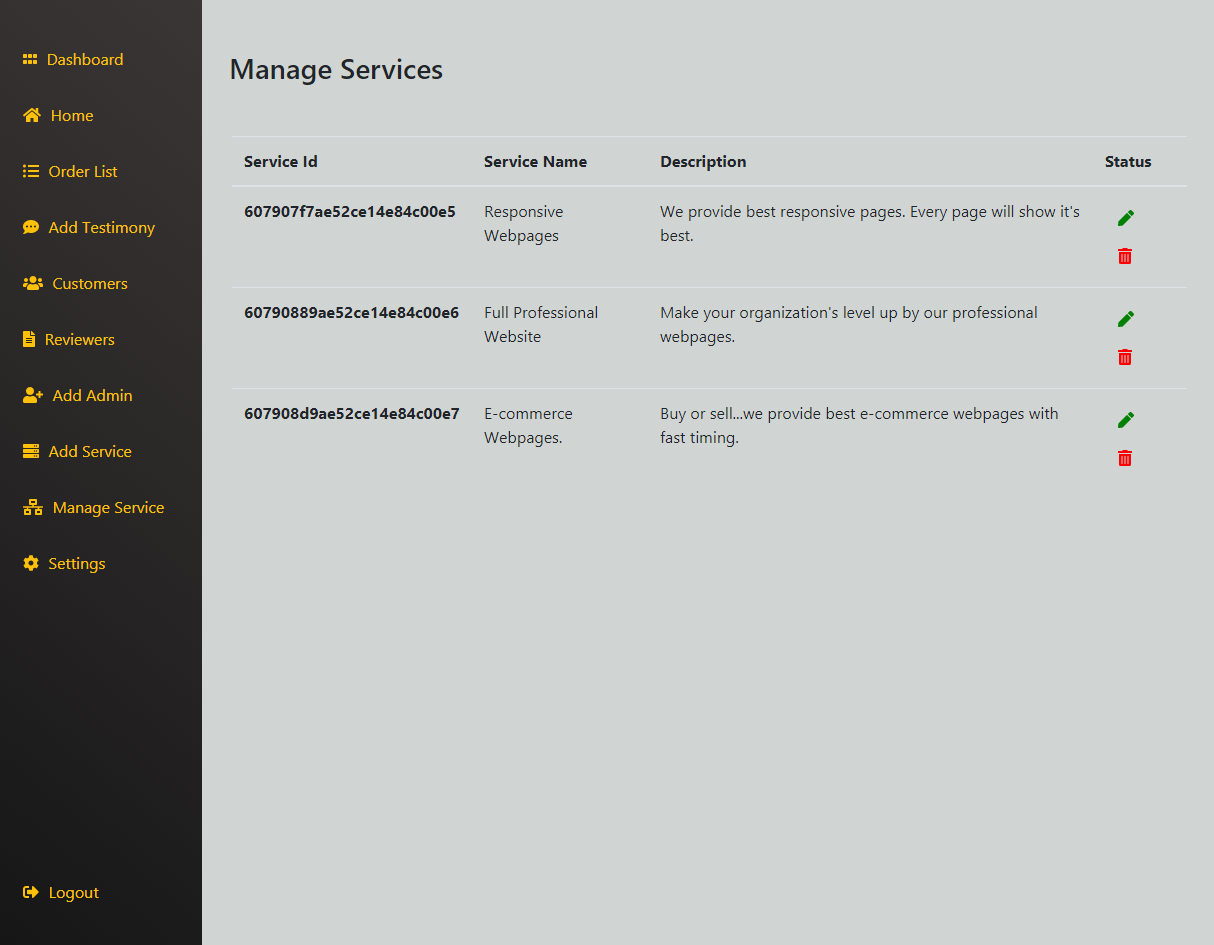 Dashboard
Home
Order List
Add Testimony
Customers
Reviewers
Add Admin
Add Service
Manage Service
Settings
Logout
Manage Services
Service Id Service Name Description Status
607907f7ae52ce14e84c00e5 Responsive We provide best responsive pages. Every page will show it's
Webpages best.
60790889ae52ce14e84c00e6 Full Professional Make your organization's level up by our professional
Website webpages.
607908d9ae52ce14e84c00e7 E-commerce Buy or sell...we provide best e-commerce webpages with
Webpages. fast timing.